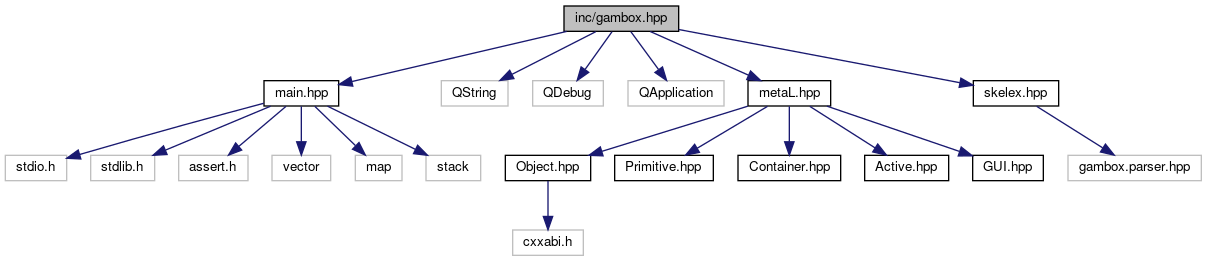 inc/gambox.hpp
main.hpp
QString
QDebug
QApplication
metaL.hpp
skelex.hpp
stdio.h
stdlib.h
assert.h
vector
map
stack
Object.hpp
Primitive.hpp
Container.hpp
Active.hpp
GUI.hpp
gambox.parser.hpp
cxxabi.h